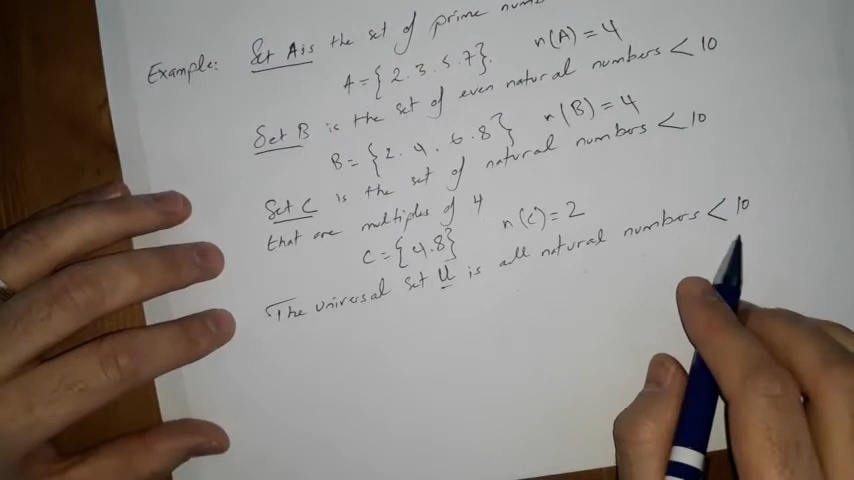 Example: Set A is the set of prime
A = {2.3.5.7}. n(A) = 4
Set B is the set of even natural numbers < 10
B = {2.4.6.8} n(B) = 4
Set C is the set of natural numbers < 10
that are multiples of 4
C = {4.8} n(C) = 2
The universal set U is all natural numbers < 10